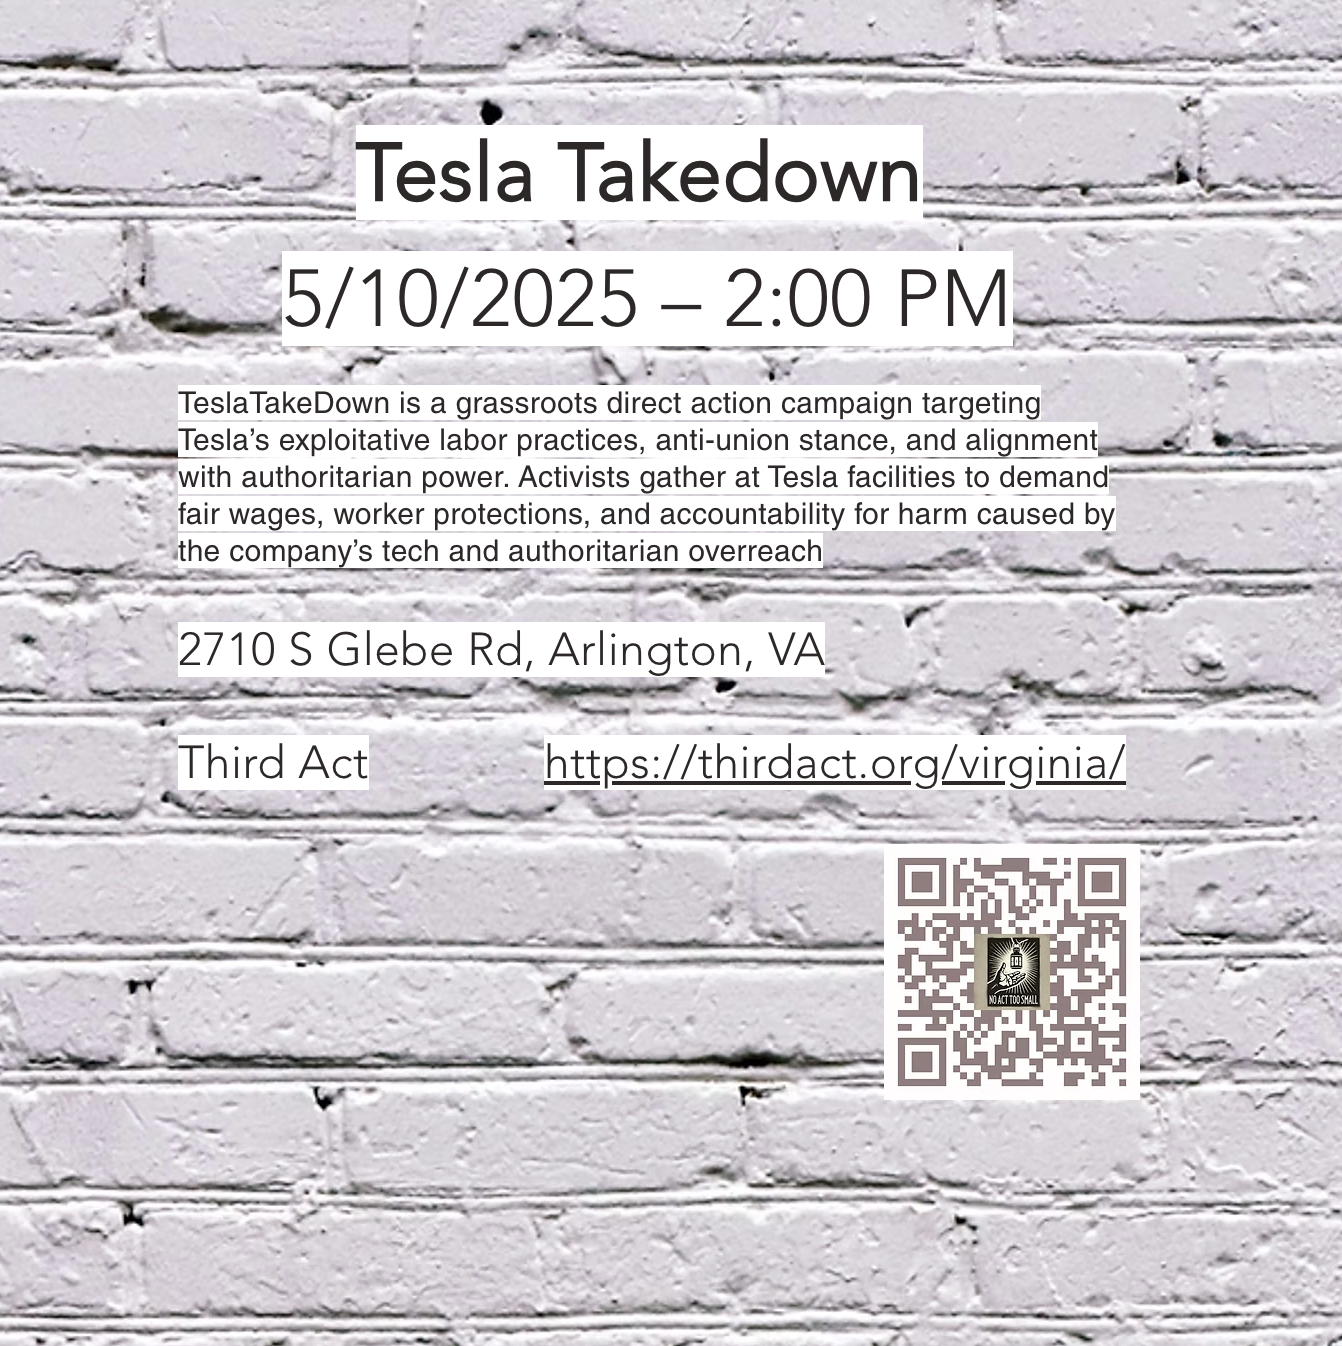 Tesla Takedown
5/10/2025 – 2:00 PM
TeslaTakeDown is a grassroots direct action campaign targeting
Tesla’s exploitative labor practices, anti-union stance, and alignment
with authoritarian power. Activists gather at Tesla facilities to demand
fair wages, worker protections, and accountability for harm caused by
the company’s tech and authoritarian overreach
2710 S Glebe Rd, Arlington, VA
Third Act https://thirdact.org/virginia/
NO ACT TOO SMALL